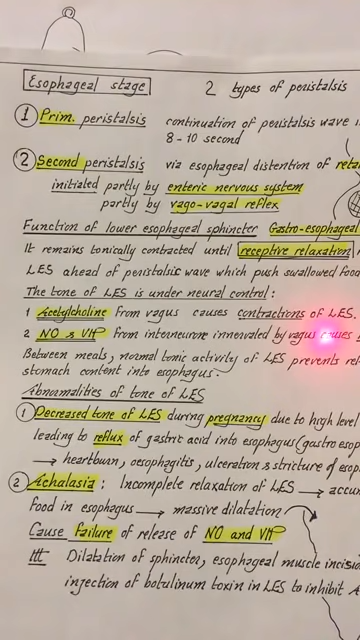 Esophageal stage 2 types of peristalsis
① Prim. peristalsis continuation of peristalsis wave
8-10 second
② Second peristalsis via esophageal distention of
initiated partly by enteric nervous system
partly by vago-vagal reflex
Function of lower esophageal sphincter Gastro-esophageal
It remains tonically contracted until receptive relaxation
LES ahead of peristalsic wave which push swallowed food
The tone of LES is under neural control:
1 Acetylcholine from vagus causes contractions of LES.
2 NO & VIP from interneurone innervated by vagus causes
Between meals, normal tonic activity of LES prevents
stomach content into esophagus.
Abnormalities of tone of LES
① Decreased tone of LES during pregnancy due to high level
leading to reflux of gastric acid into esophagus (gastro
→ heartburn, oesophagitis, ulceration & stricture of
② Achalasia: Incomplete relaxation of LES →
food in esophagus → massive dilatation
Cause failure of release of NO and VIP
ttt Dilatation of sphincter, esophageal muscle
injection of botulinum toxin in LES to inhibit